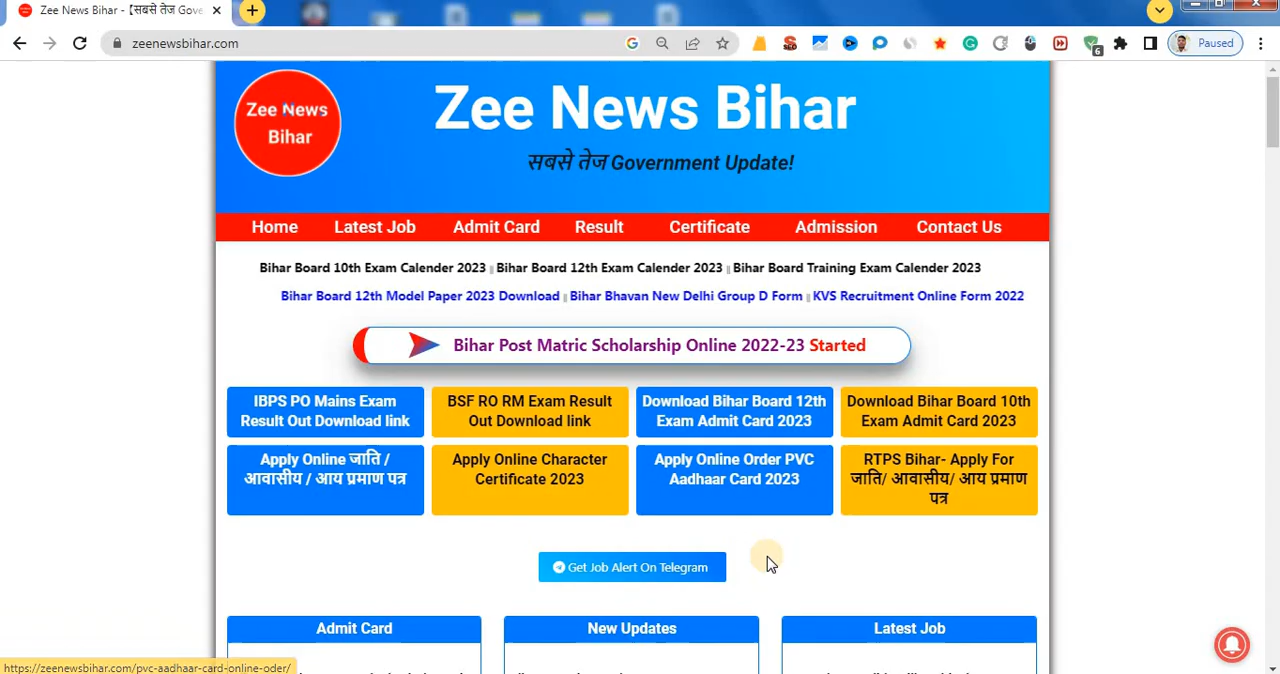 Zee News Bihar - [सबसे तेज Gove
zeenewsbihar.com
6
Paused
Zee News
Bihar
Zee News Bihar
सबसे तेज Government Update!
Home Latest Job Admit Card Result Certificate Admission Contact Us
Bihar Board 10th Exam Calender 2023 || Bihar Board 12th Exam Calender 2023 || Bihar Board Training Exam Calender 2023
Bihar Board 12th Model Paper 2023 Download || Bihar Bhavan New Delhi Group D Form || KVS Recruitment Online Form 2022
Bihar Post Matric Scholarship Online 2022-23 Started
IBPS PO Mains Exam
Result Out Download link
BSF RO RM Exam Result
Out Download link
Download Bihar Board 12th
Exam Admit Card 2023
Download Bihar Board 10th
Exam Admit Card 2023
Apply Online जाति /
आवासीय / आय प्रमाण पत्र
Apply Online Character
Certificate 2023
Apply Online Order PVC
Aadhaar Card 2023
RTPS Bihar- Apply For
जाति/ आवासीय/ आय प्रमाण
पत्र
Get Job Alert On Telegram
Admit Card
New Updates
Latest Job
https://zeenewsbihar.com/pvc-aadhaar-card-online-oder/